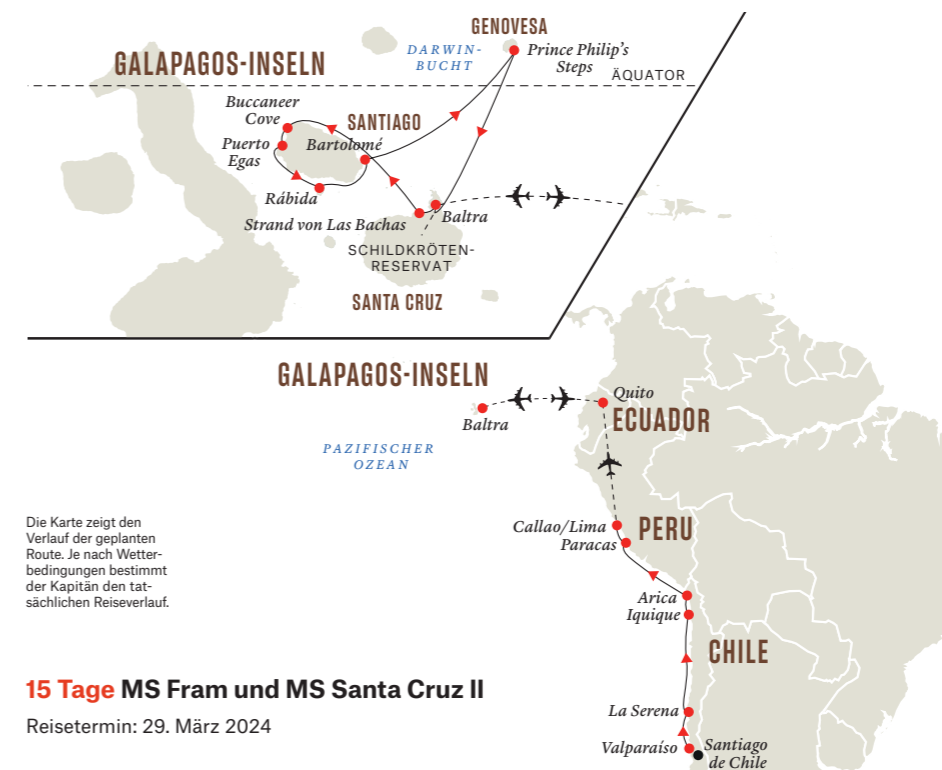 GENOVESA
DARWIN-
BUCHT
Prince Philip's
Steps
GALAPAGOS-INSELN
ÄQUATOR
Buccaneer
Cove
SANTIAGO
Puerto
Egas
Bartolomé
Rábida
Strand von Las Bachas
Baltra
SCHILDKRÖTEN-
RESERVAT
SANTA CRUZ
GALAPAGOS-INSELN
Quito
Baltra
ECUADOR
PAZIFISCHER
OZEAN
Callao/Lima
PERU
Paracas
Die Karte zeigt den
Verlauf der geplanten
Route. Je nach Wetter-
bedingungen bestimmt
der Kapitän den tat-
sächlichen Reiseverlauf.
Arica
Iquique
CHILE
15 Tage MS Fram und MS Santa Cruz II
Reisetermin: 29. März 2024
La Serena
Valparaíso
Santiago
de Chile